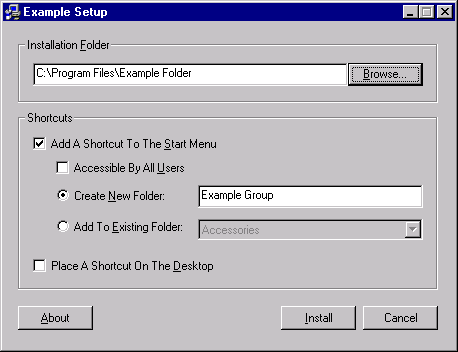 Example Setup
Installation Folder
C:\Program Files\Example Folder
Browse...
Shortcuts
Add A Shortcut To The Start Menu
Accessible By All Users
Create New Folder:
Example Group
Add To Existing Folder:
Accessories
Place A Shortcut On The Desktop
About
Install
Cancel